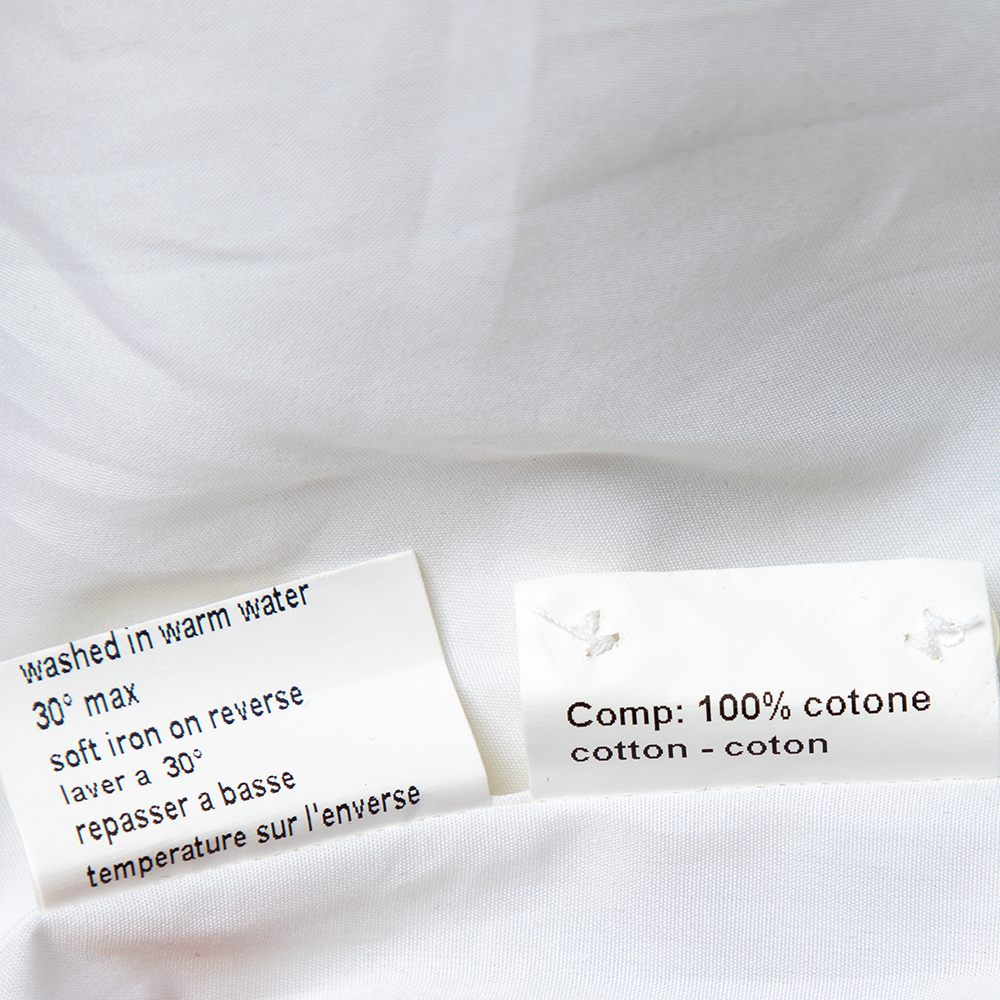 washed in warm water
30° max
soft iron on reverse
laver a 30°
repasser a basse
temperature sur l'enverse
Comp: 100% cotone
cotton - coton